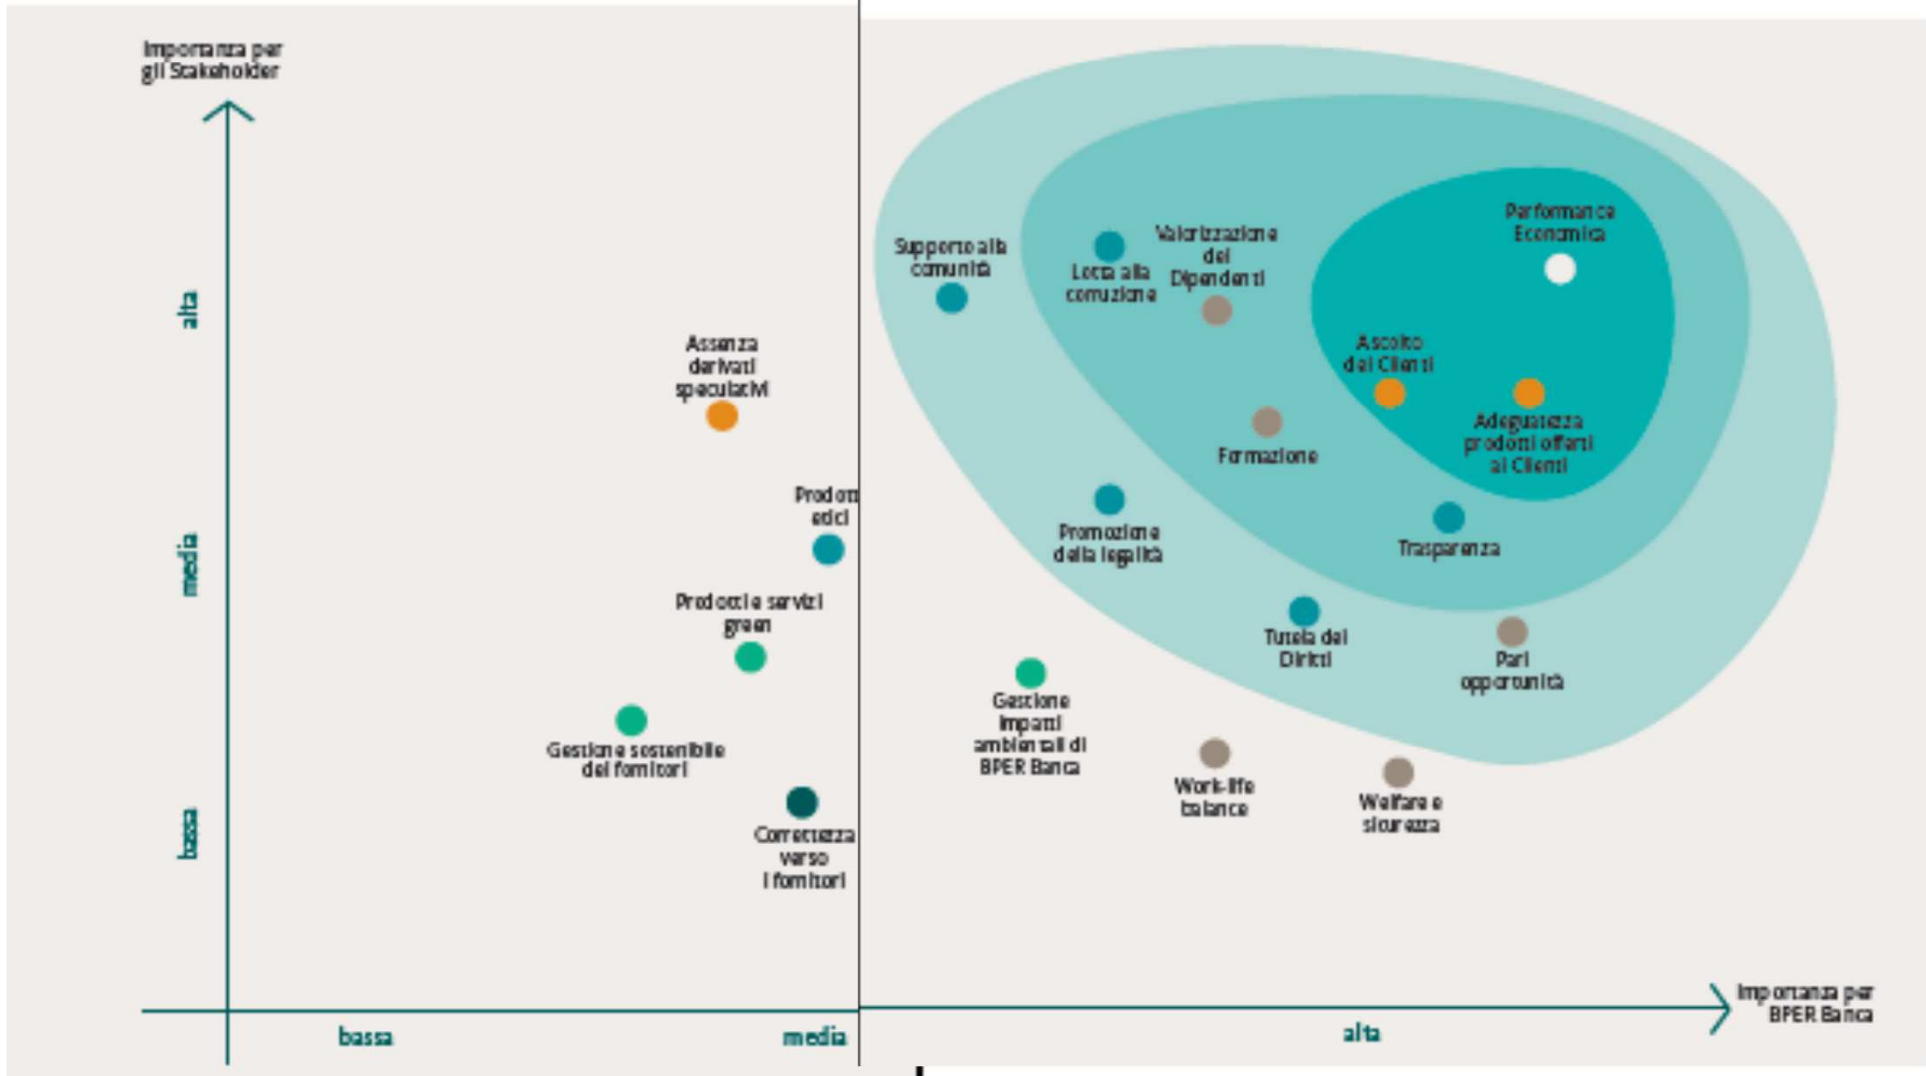 Importanza per
gli Stakeholder
alta
media
bassa
Assenza
derivati
speculativi
Prodott
etici
Prodotti e servizi
green
Gestione sostenibile
dei fornitori
Correttezza
verso
i fornitori
Supporto alla
comunità
Lotta alla
corruzione
Valorizzazione
dei
Dipendenti
Performance
Economica
Ascolto
dei Clienti
Adeguatezza
prodotti offerti
ai Clienti
Formazione
Promozione
della legalità
Trasparenza
Tutela dei
Diritti
Pari
opportunità
Gestione
impatti
ambientali di
BPER Banca
Work-life
balance
Welfare e
sicurezza
bassa
media
alta
Importanza per
BPER Banca